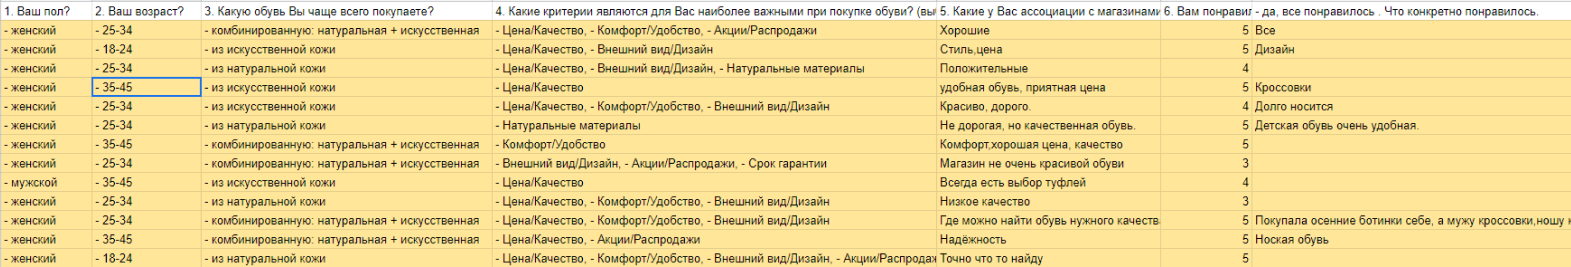 1. Ваш пол? 2. Ваш возраст? 3. Какую обувь Вы чаще всего покупаете? 4. Какие критерии являются для Вас наиболее важными при покупке обуви? 5. Какие у Вас ассоциации с магазинами 6. Вам - да, все понравилось . Что конкретно понравилось.
- женский - 25-34 - комбинированную: натуральная + искусственная - Цена/Качество, - Комфорт/Удобство, - Акции/Распродажи Хорошие 5 Все
- женский - 18-24 - из искусственной кожи - Цена/Качество, - Внешний вид/Дизайн Стиль,цена 5 Дизайн
- женский - 25-34 - из натуральной кожи - Цена/Качество, - Внешний вид/Дизайн, - Натуральные материалы Положительные 4
- женский - 35-45 - из искусственной кожи - Цена/Качество удобная обувь, приятная цена 5 Кроссовки
- женский - 25-34 - из искусственной кожи - Цена/Качество, - Комфорт/Удобство, - Внешний вид/Дизайн Красиво, дорого. 4 Долго носится
- женский - 25-34 - из натуральной кожи - Натуральные материалы Не дорогая, но качественная обувь. 5 Детская обувь очень удобная.
- женский - 35-45 - комбинированную: натуральная + искусственная - Комфорт/Удобство Комфорт,хорошая цена, качество 5
- женский - 25-34 - комбинированную: натуральная + искусственная - Внешний вид/Дизайн, - Акции/Распродажи, - Срок гарантии Магазин не очень красивой обуви 3
- мужской - 35-45 - из искусственной кожи - Цена/Качество Всегда есть выбор туфлей 4
- женский - 25-34 - из натуральной кожи - Цена/Качество, - Комфорт/Удобство, - Внешний вид/Дизайн Низкое качество 3
- женский - 25-34 - комбинированную: натуральная + искусственная - Цена/Качество, - Комфорт/Удобство, - Внешний вид/Дизайн Где можно найти обувь нужного 5 Покупала осенние ботинки себе, а мужу кроссовки,ношу
- женский - 35-45 - комбинированную: натуральная + искусственная - Цена/Качество, - Акции/Распродажи Надёжность 5 Ноская обувь
- женский - 18-24 - из натуральной кожи - Цена/Качество, - Комфорт/Удобство, - Внешний вид/Дизайн, - Акции/ Точно что то найду 5